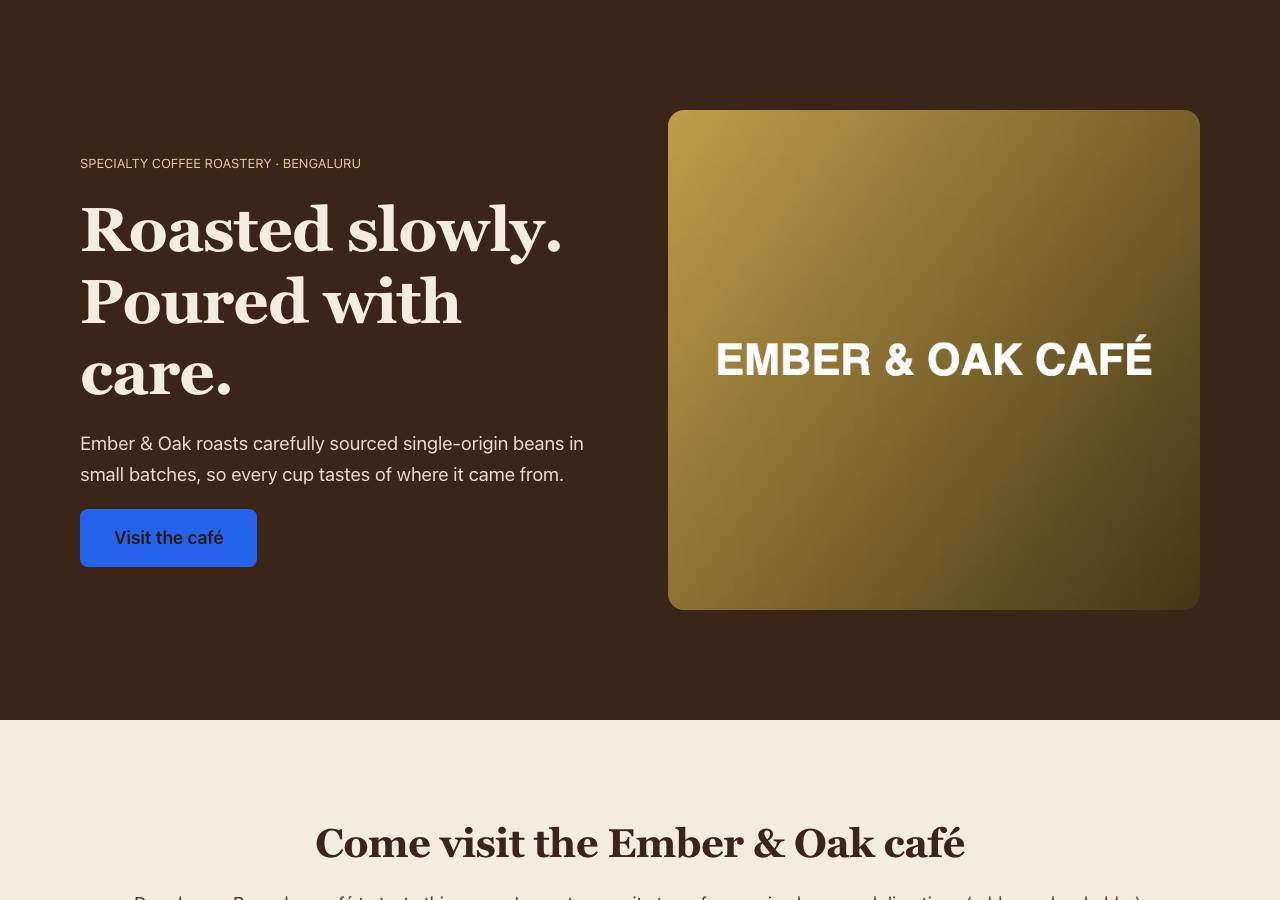 SPECIALTY COFFEE ROASTERY · BENGALURU
Roasted slowly.
Poured with
care.
Ember & Oak roasts carefully sourced single-origin beans in
small batches, so every cup tastes of where it came from.
Visit the café
EMBER & OAK CAFÉ
Come visit the Ember & Oak café